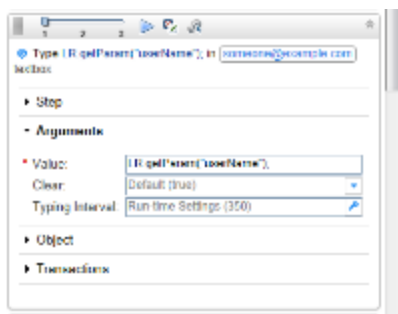 1 2 3
Type LR.getParam("userName"); in someone@example.com
textbox
Step
Arguments
* Value: LR.getParam("userName");
Clear: Default (true)
Typing Interval: Run-time Settings (350)
Object
Transactions